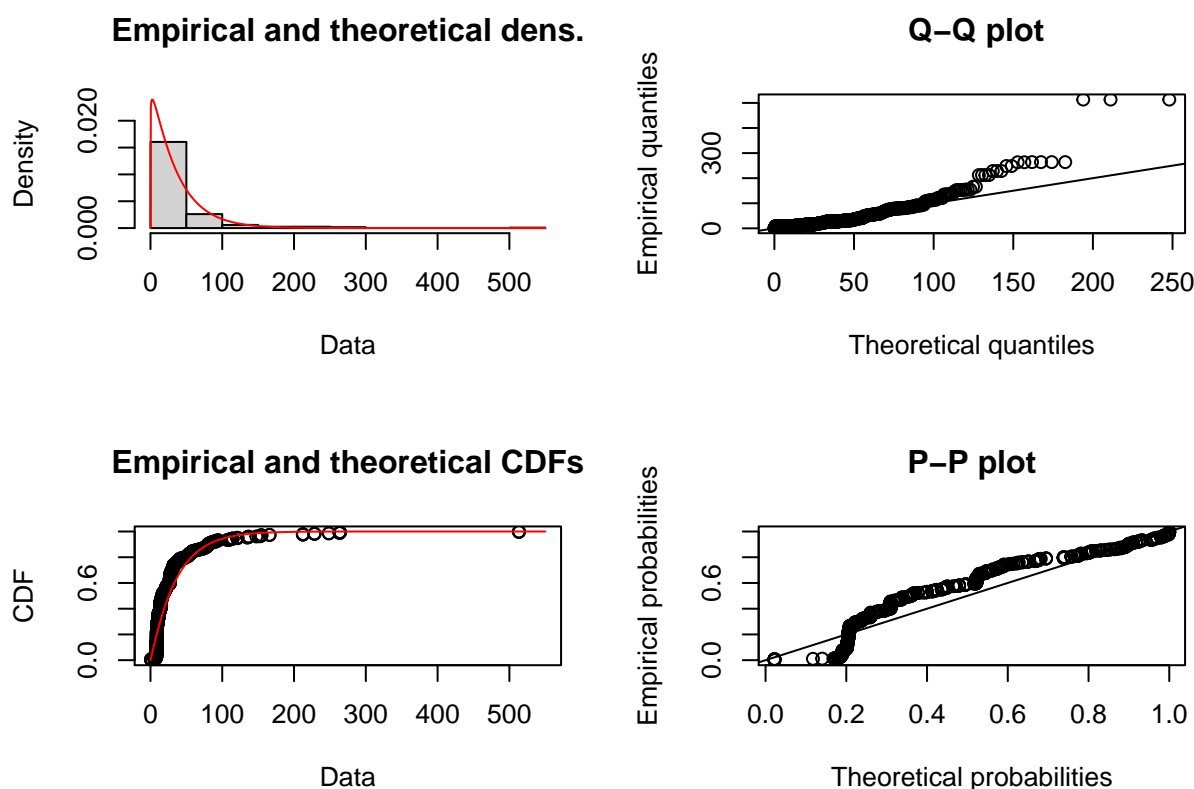 Empirical and theoretical dens.
Density
0.000
0.020
0 100 200 300 400 500
Data
Q−Q plot
Empirical quantiles
0
300
0 50 100 150 200 250
Theoretical quantiles
Empirical and theoretical CDFs
CDF
0.0
0.6
0 100 200 300 400 500
Data
P−P plot
Empirical probabilities
0.0
0.6
0.0 0.2 0.4 0.6 0.8 1.0
Theoretical probabilities